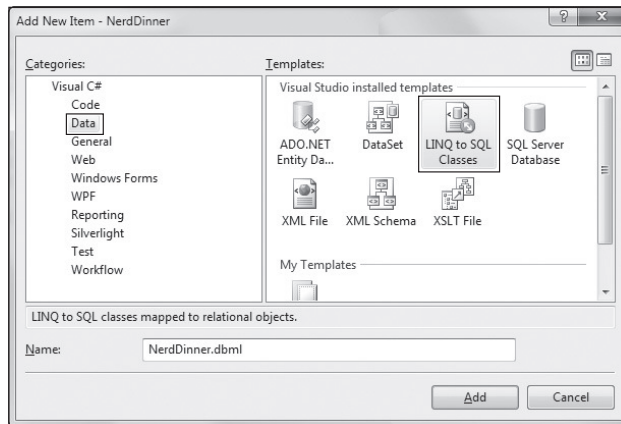 Add New Item - NerdDinner
Categories:
Visual C#
Code
Data
General
Web
Windows Forms
WPF
Reporting
Silverlight
Test
Workflow
Templates:
Visual Studio installed templates
ADO.NET
Entity Da...
DataSet
LINQ to SQL
Classes
SQL Server
Database
XML File
XML Schema
XSLT File
My Templates
LINQ to SQL classes mapped to relational objects.
Name:
NerdDinner.dbml
Add
Cancel